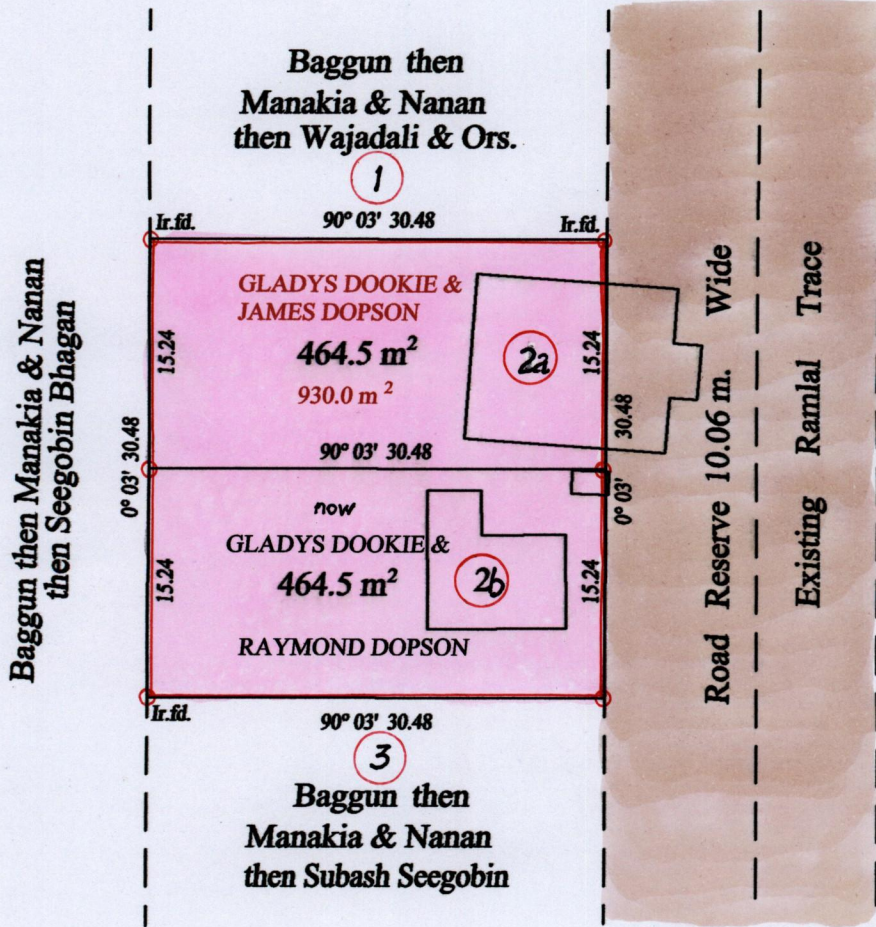 Baggun then
Manakia & Nanan
then Wajadali & Ors.
1
Ir.fd.
90° 03' 30.48
Ir.fd.
GLADYS DOOKIE &
JAMES DOPSON
464.5 m²
930.0 m ²
2a
15.24
15.24
30.48
0° 03'
90° 03' 30.48
0° 03' 30.48
Baggun then Manakia & Nanan
then Seegobin Bhagan
now
GLADYS DOOKIE &
464.5 m²
2b
RAYMOND DOPSON
15.24
15.24
Ir.fd.
90° 03' 30.48
3
Baggun then
Manakia & Nanan
then Subash Seegobin
Road Reserve 10.06 m. Wide
Existing Ramlal Trace